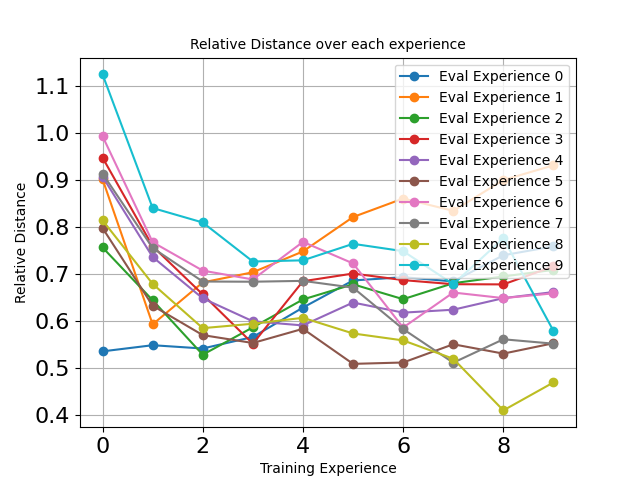 Relative Distance over each experience
Relative Distance
1.1
1.0
0.9
0.8
0.7
0.6
0.5
0.4
Eval Experience 0
Eval Experience 1
Eval Experience 2
Eval Experience 3
Eval Experience 4
Eval Experience 5
Eval Experience 6
Eval Experience 7
Eval Experience 8
Eval Experience 9
0 2 4 6 8
Training Experience